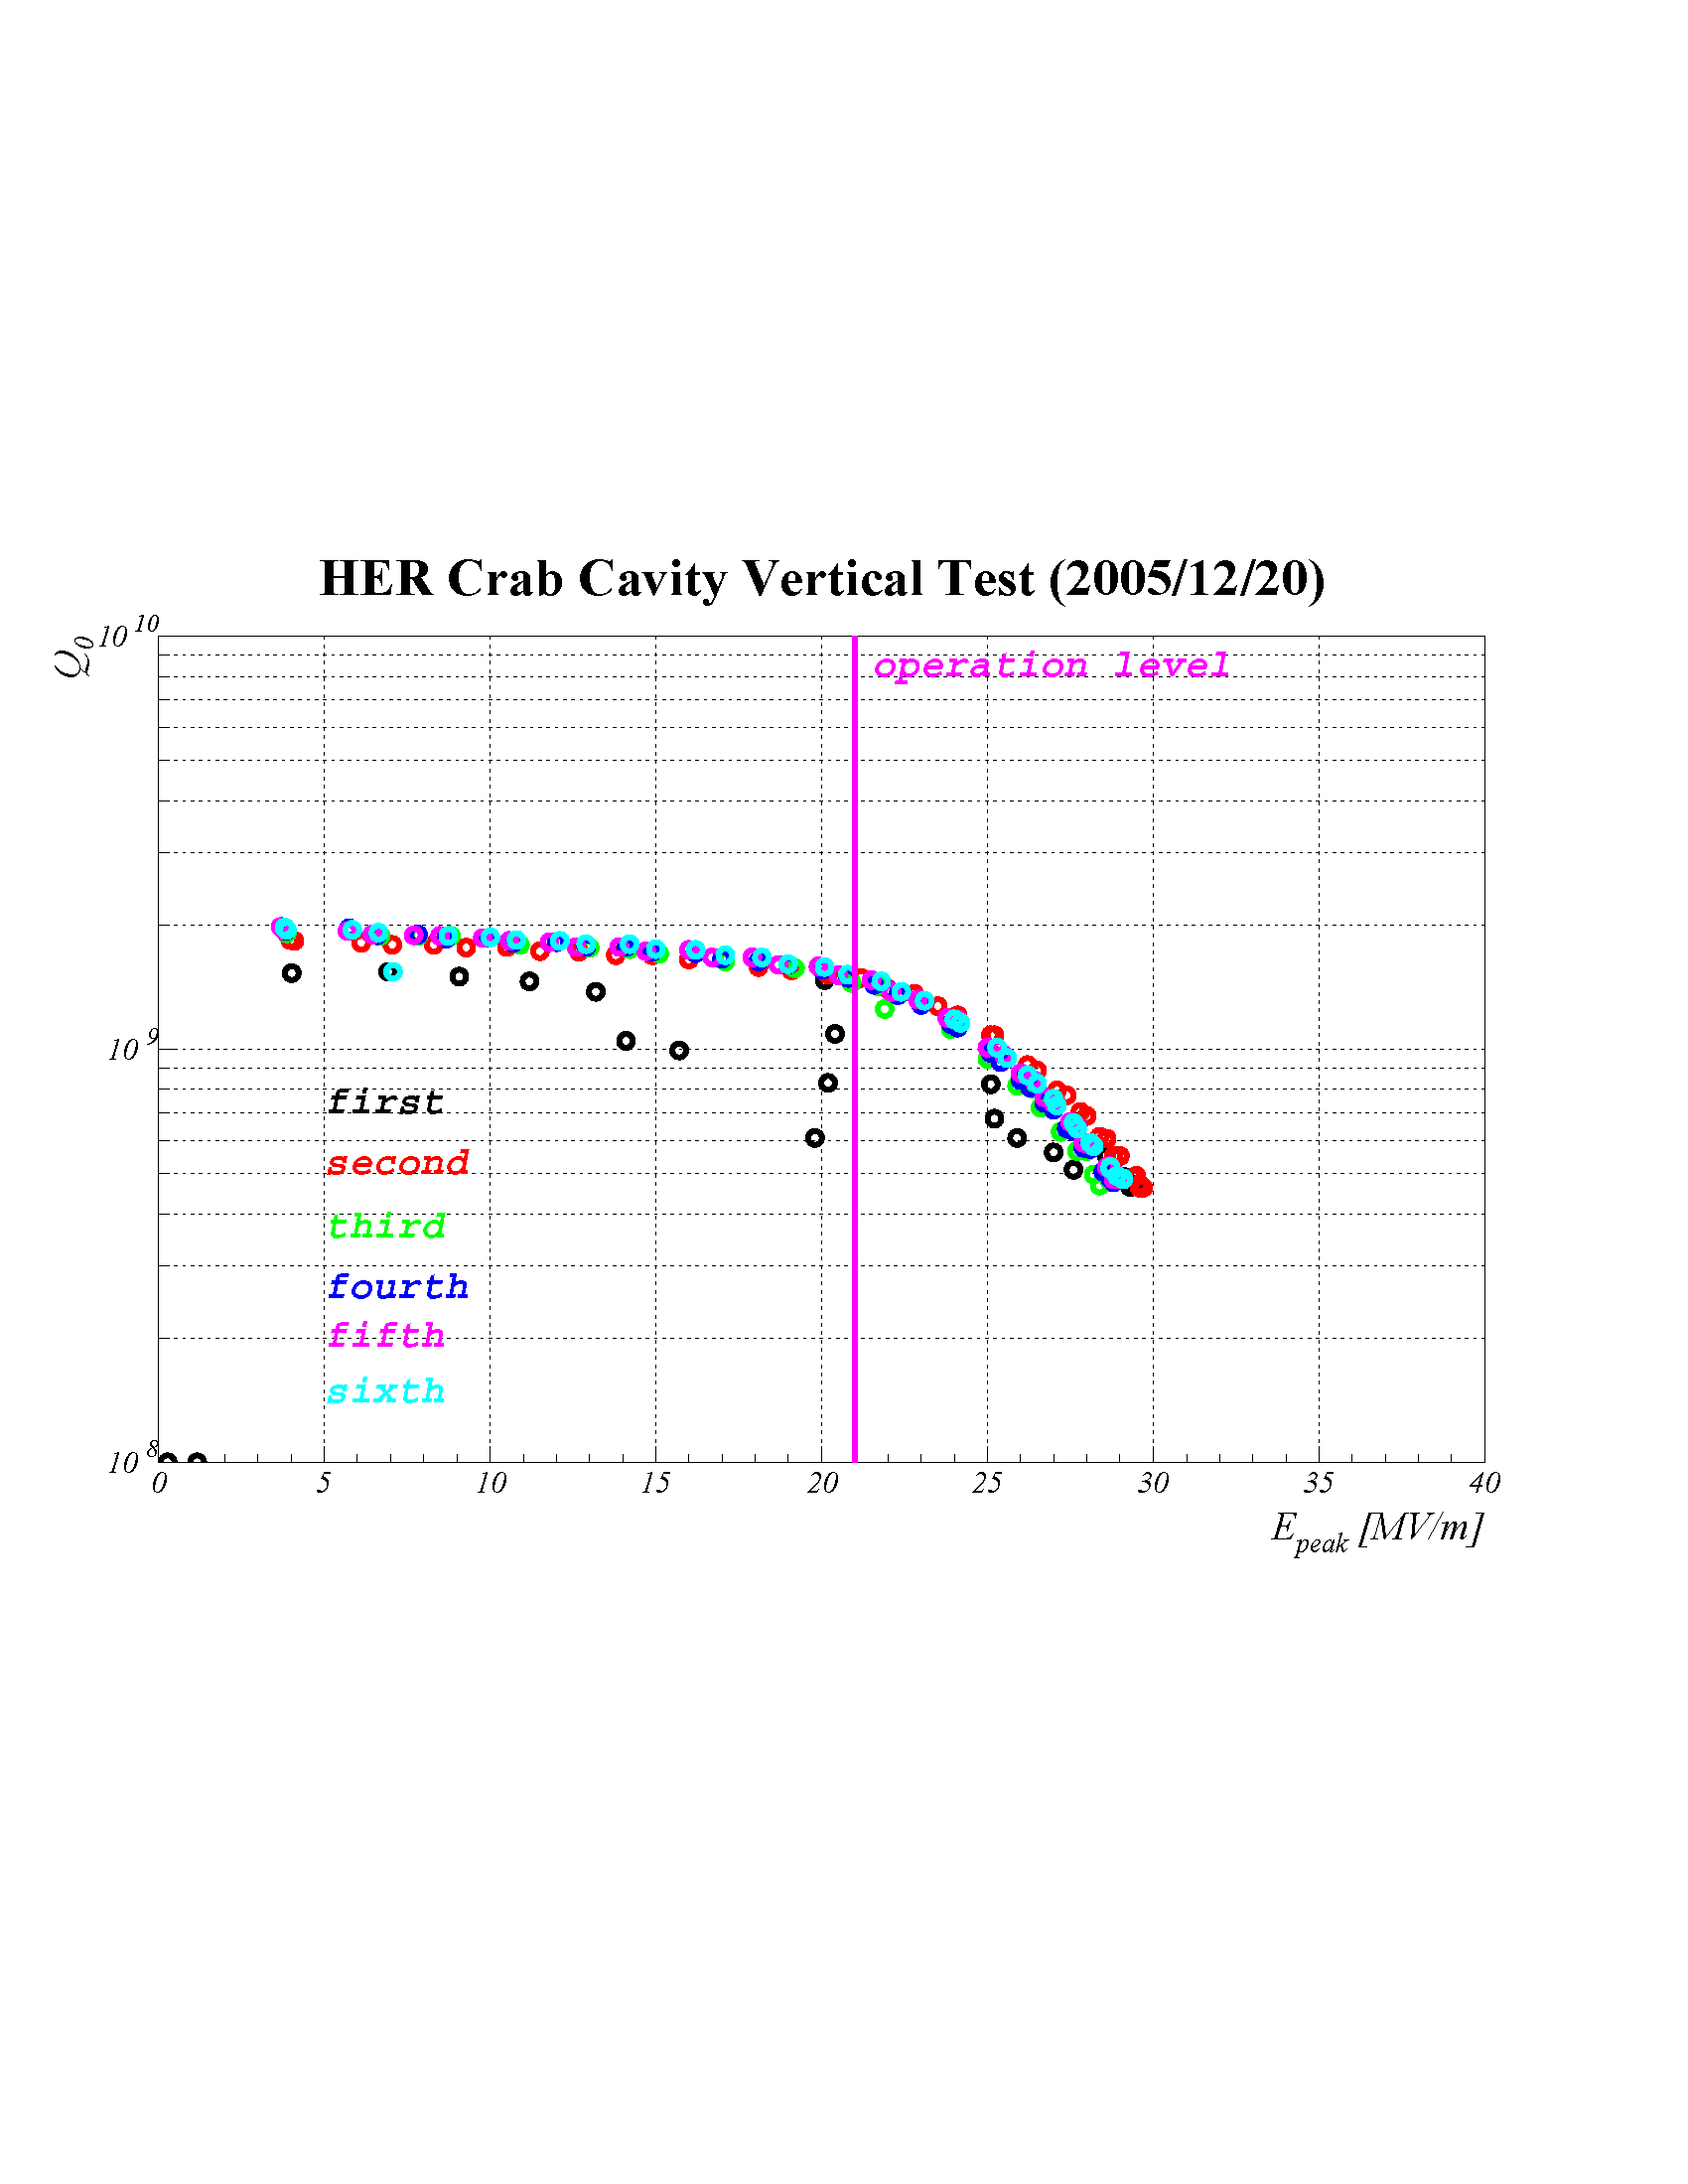 HER Crab Cavity Vertical Test (2005/12/20)
Q0
10^10
operation level
10^9
first
second
third
fourth
fifth
sixth
10^8
0 5 10 15 20 25 30 35 40
Epeak [MV/m]